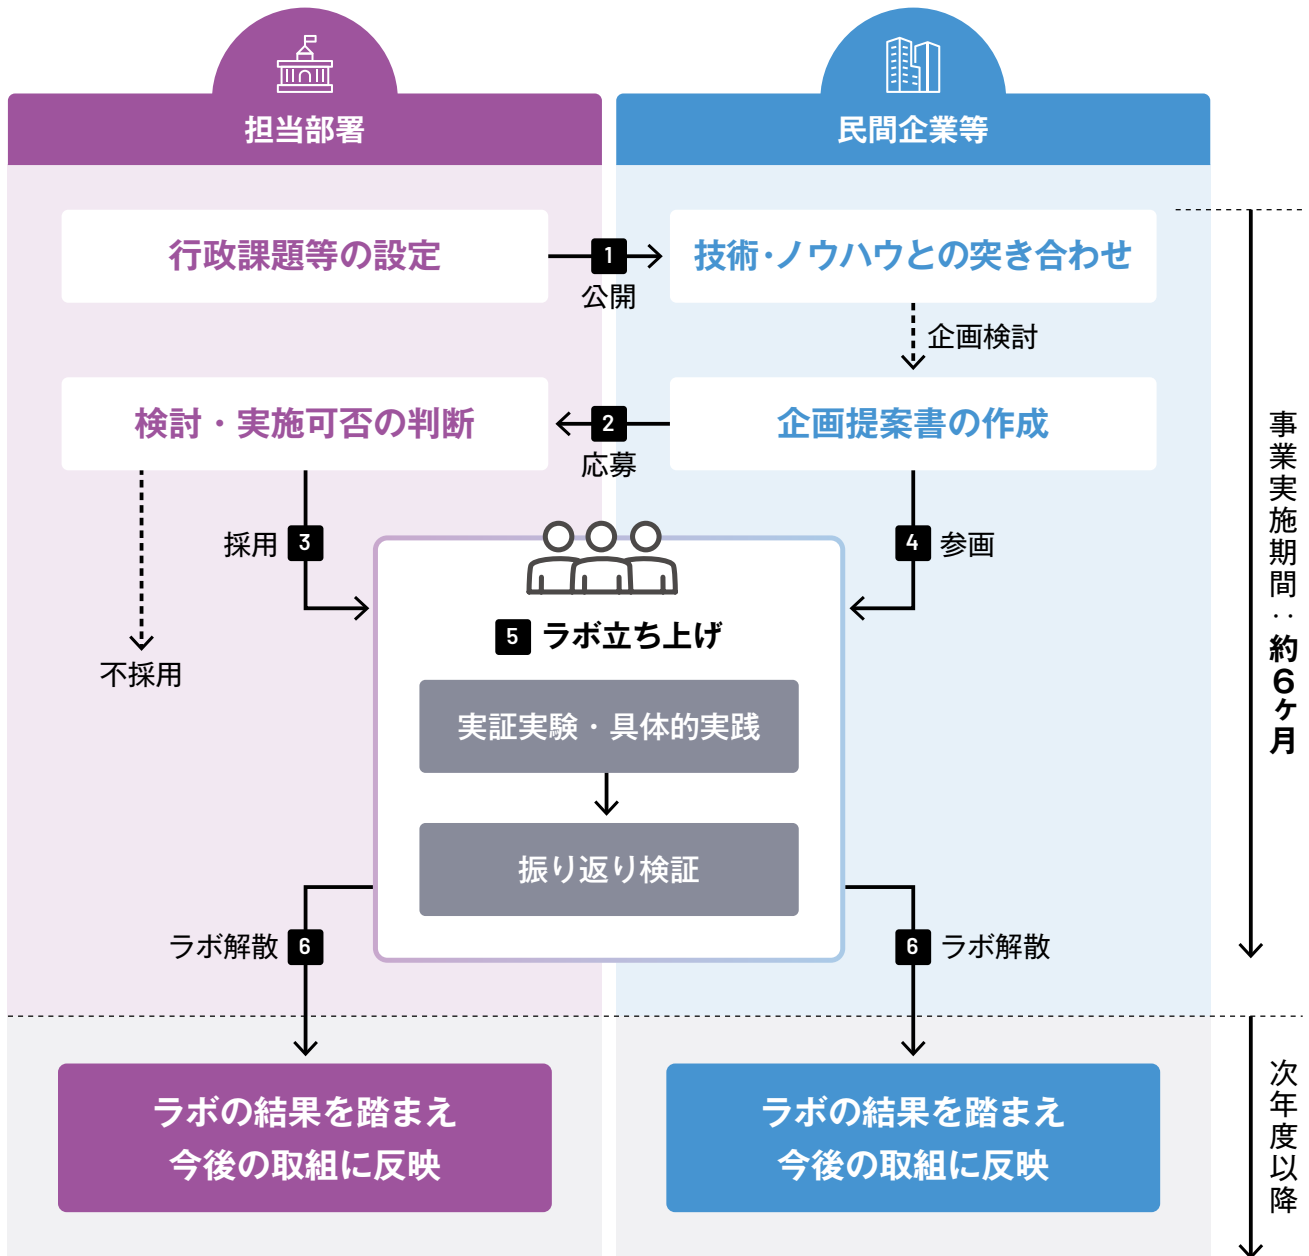 担当部署
民間企業等
行政課題等の設定
1
公開
技術・ノウハウとの突き合わせ
企画検討
検討・実施可否の判断
2
応募
企画提案書の作成
採用 3
4 参画
不採用
5 ラボ立ち上げ
実証実験・具体的実践
振り返り検証
ラボ解散 6
6 ラボ解散
事業実施期間：約6ヶ月
ラボの結果を踏まえ
今後の取組に反映
ラボの結果を踏まえ
今後の取組に反映
次年度以降